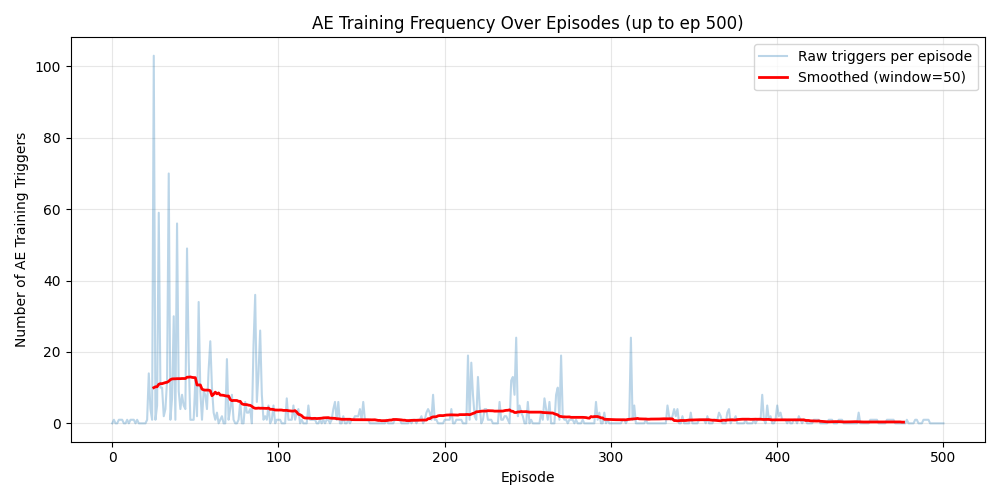 AE Training Frequency Over Episodes (up to ep 500)
Raw triggers per episode
Smoothed (window=50)
Number of AE Training Triggers
100
80
60
40
20
0
0 100 200 300 400 500
Episode